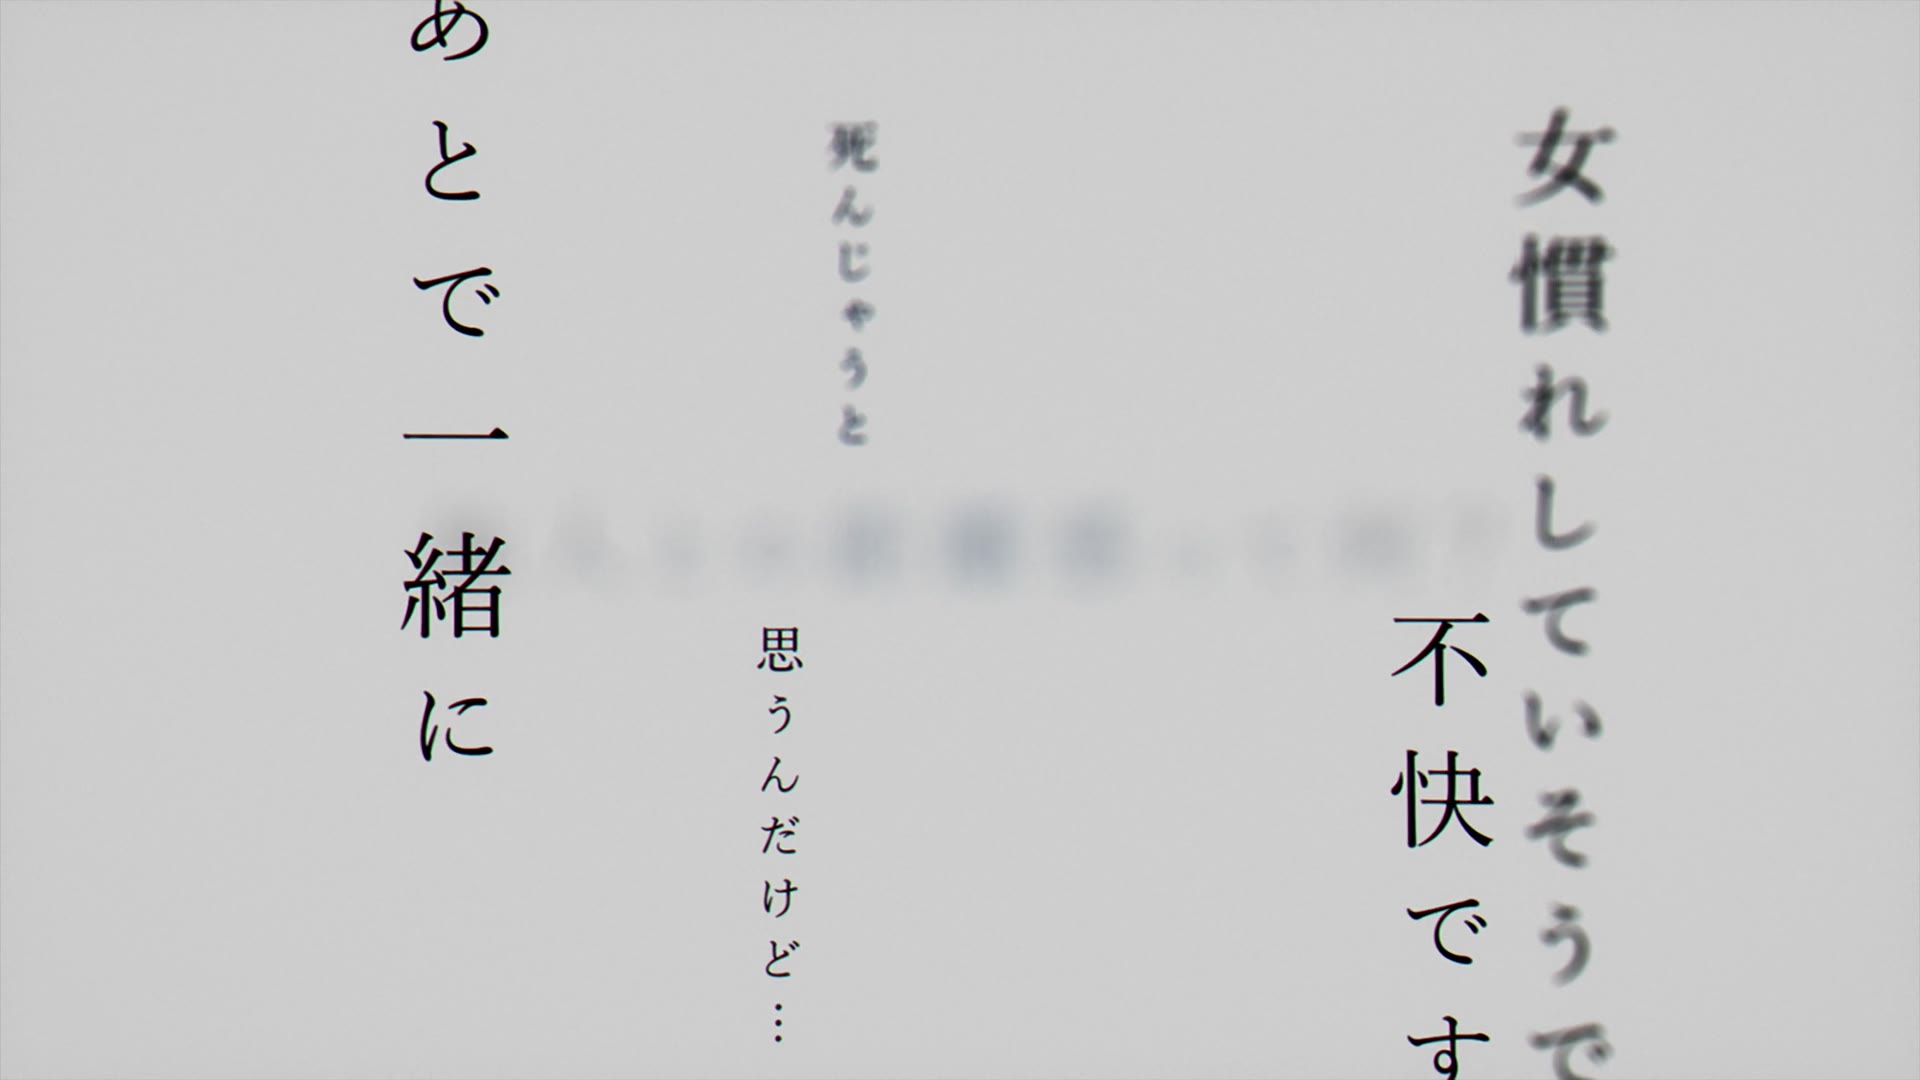 女慣れしていそうで
不快です
死んじゃうと
思うんだけど…
あとで一緒に